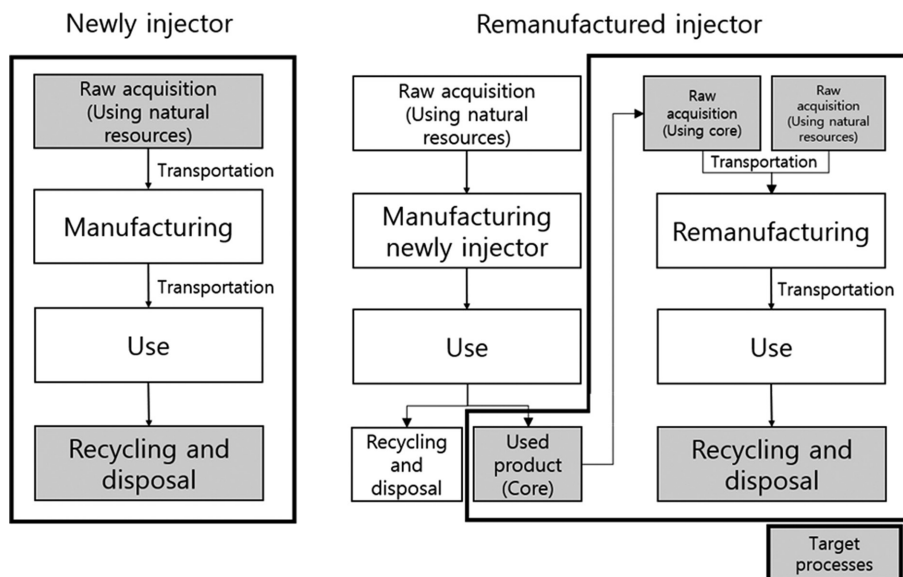 Newly injector
Raw acquisition
(Using natural
resources)
Transportation
Manufacturing
Transportation
Use
Recycling and
disposal
Remanufactured injector
Raw acquisition
(Using natural
resources)
Manufacturing
newly injector
Use
Recycling
and
disposal
Used
product
(Core)
Raw
acquisition
(Using core)
Raw
acquisition
(Using natural
resources)
Transportation
Remanufacturing
Transportation
Use
Recycling and
disposal
Target
processes